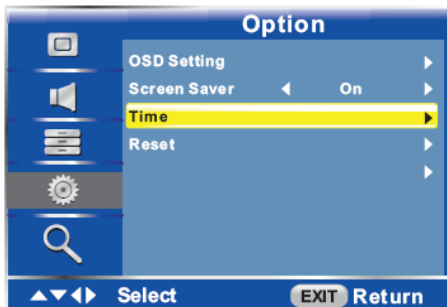 Option
OSD Setting
Screen Saver On
Time
Reset
Select EXIT Return